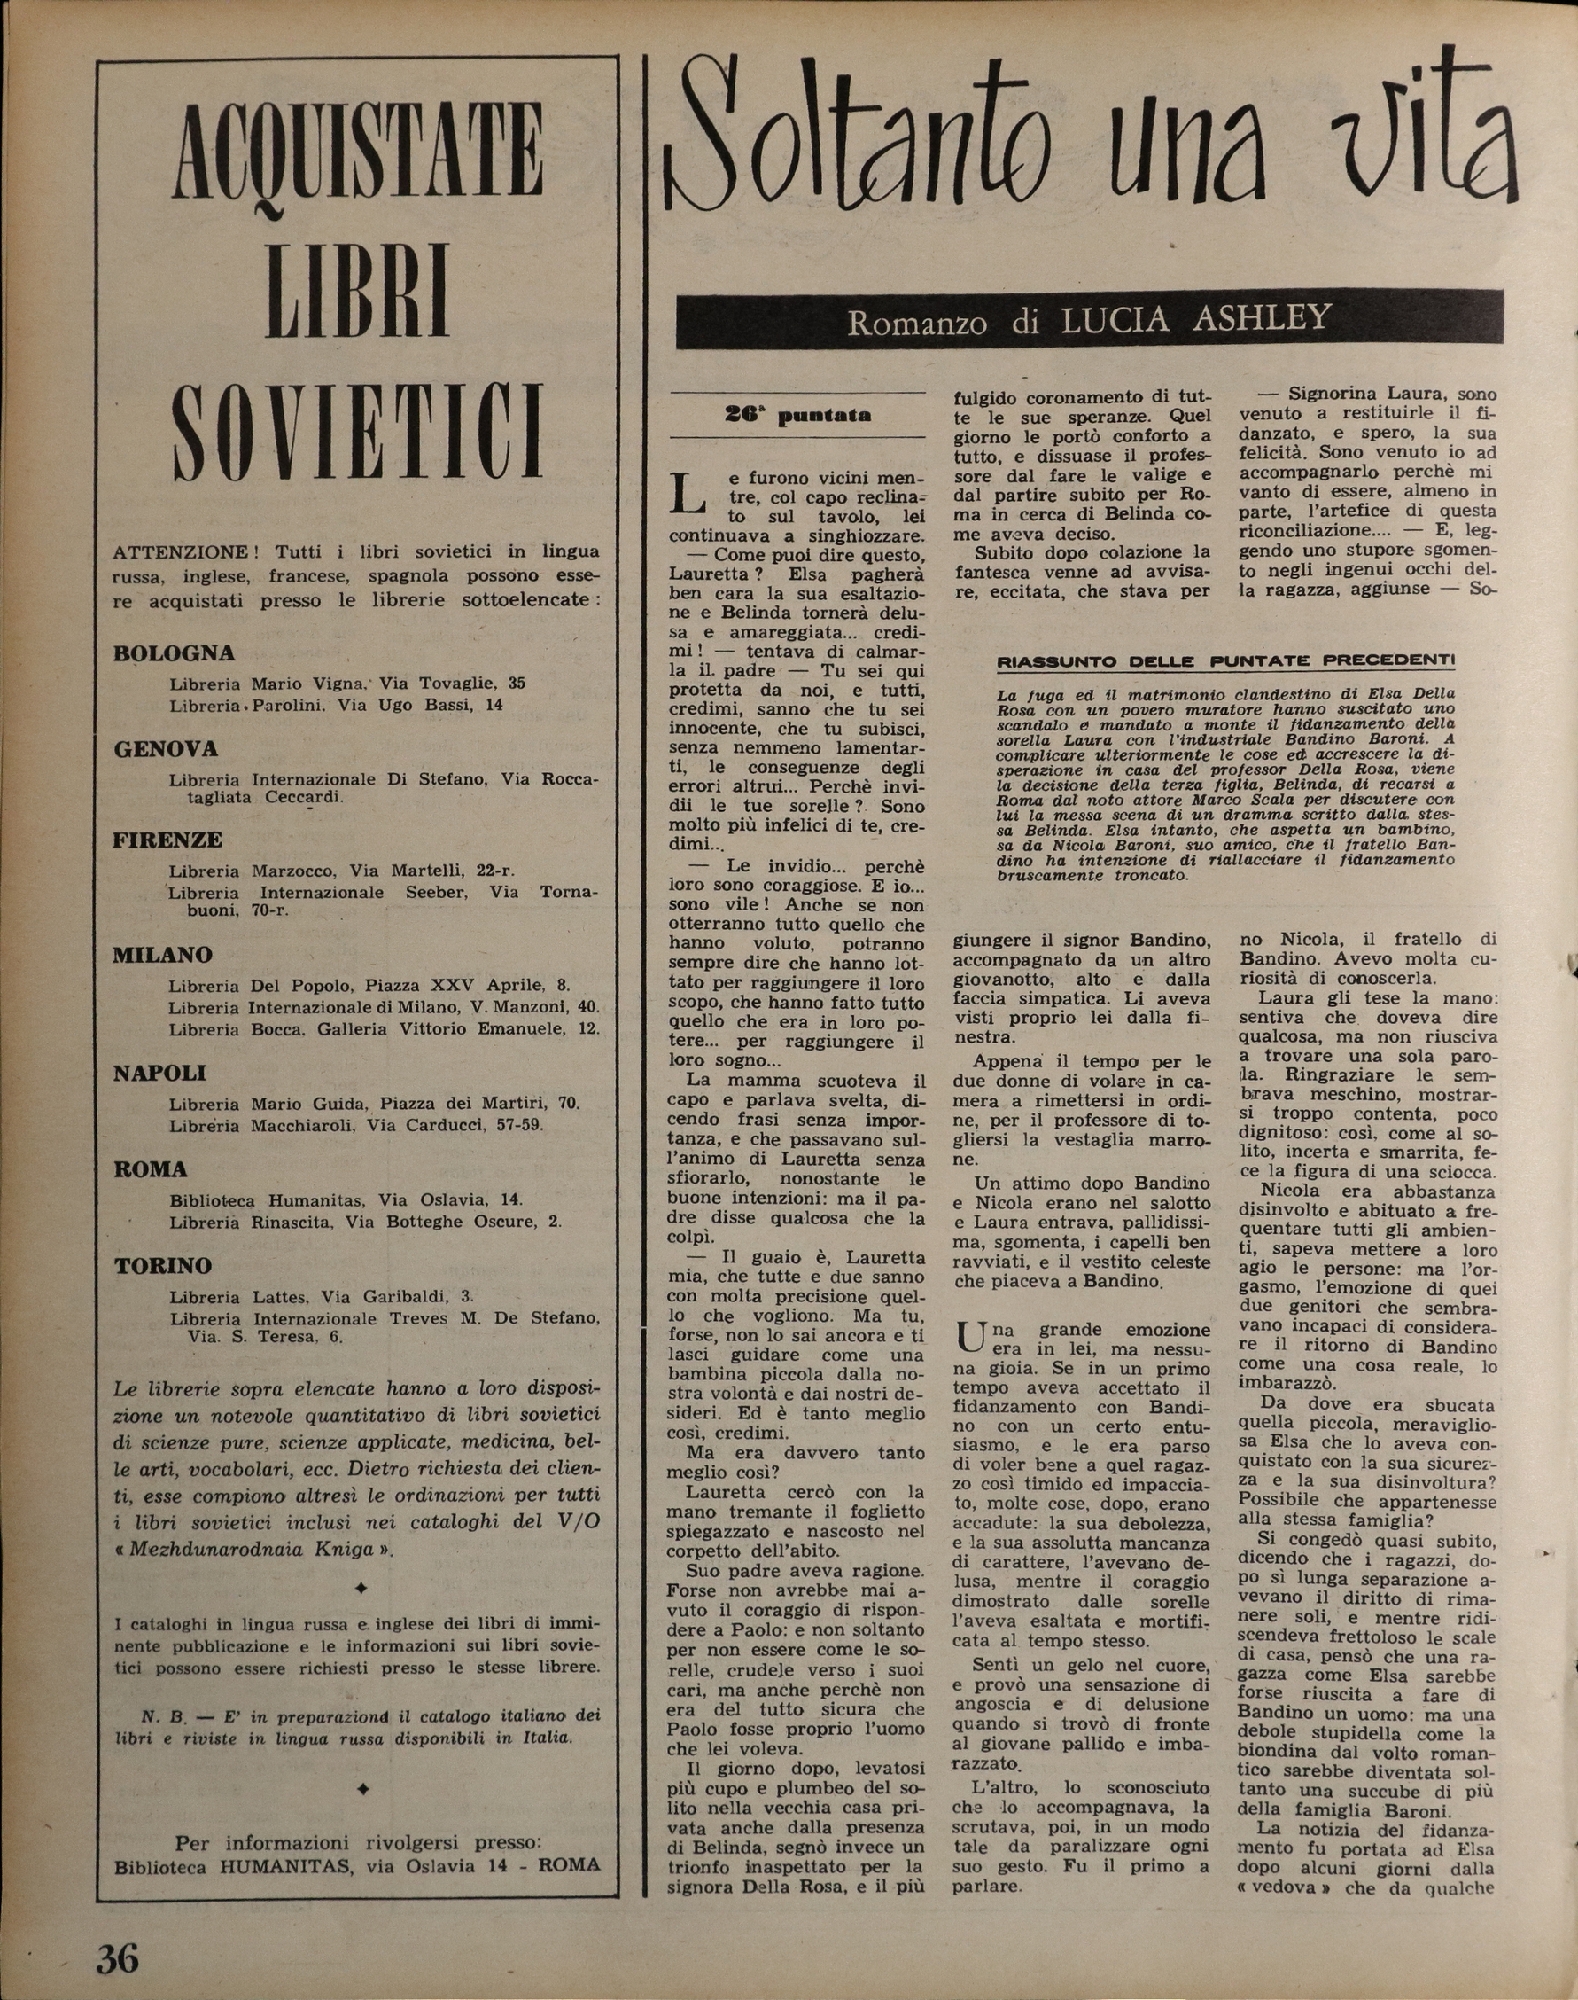 ACQUISTATE
LIBRI
SOVIETICI
ATTENZIONE! Tutti i libri sovietici in lingua
russa, inglese, francese, spagnola possono esse-
re acquistati presso le librerie sottoelencate:
BOLOGNA
Libreria Mario Vigna, Via Tovaglie, 35
Libreria Parolini, Via Ugo Bassi, 14
GENOVA
Libreria Internazionale Di Stefano, Via Rocca-
tagliata Ceccardi.
FIRENZE
Libreria Marzocco, Via Martelli, 22-r.
Libreria Internazionale Seeber, Via Torna-
buoni, 70-r.
MILANO
Libreria Del Popolo, Piazza XXV Aprile, 8.
Libreria Internazionale di Milano, V. Manzoni, 40.
Libreria Bocca, Galleria Vittorio Emanuele, 12.
NAPOLI
Libreria Mario Guida, Piazza dei Martiri, 70.
Libreria Macchiaroli, Via Carducci, 57-59.
ROMA
Biblioteca Humanitas, Via Oslavia, 14.
Libreria Rinascita, Via Botteghe Oscure, 2.
TORINO
Libreria Lattes, Via Garibaldi, 3.
Libreria Internazionale Treves M. De Stefano,
Via. S. Teresa, 6.
Le librerie sopra elencate hanno a loro disposi-
zione un notevole quantitativo di libri sovietici
di scienze pure, scienze applicate, medicina, bel-
le arti, vocabolari, ecc. Dietro richiesta dei clien-
ti, esse compiono altresì le ordinazioni per tutti
i libri sovietici inclusi nei cataloghi del V/O
« Mezhdunarodnaia Kniga ».
I cataloghi in lingua russa e inglese dei libri di immi-
nente pubblicazione e le informazioni sui libri sovie-
tici possono essere richiesti presso le stesse librere.
N. B. — E' in preparaziond il catalogo italiano dei
libri e riviste in lingua russa disponibili in Italia.
Per informazioni rivolgersi presso:
Biblioteca HUMANITAS, via Oslavia 14 - ROMA
36
Soltanto una vita
Romanzo di LUCIA ASHLEY
26ª puntata
Le furono vicini men-
tre, col capo reclina-
to sul tavolo, lei
continuava a singhiozzare.
— Come puoi dire questo,
Lauretta? Elsa pagherà
ben cara la sua esaltazio-
ne e Belinda tornerà delu-
sa e amareggiata... credi-
mi! — tentava di calmar-
la il padre — Tu sei qui
protetta da noi, e tutti,
credimi, sanno che tu sei
innocente, che tu subisci,
senza nemmeno lamentar-
ti, le conseguenze degli
errori altrui... Perchè invi-
dii le tue sorelle? Sono
molto più infelici di te, cre-
dimi...
— Le invidio... perchè
loro sono coraggiose. E io...
sono vile! Anche se non
otterranno tutto quello che
hanno voluto, potranno
sempre dire che hanno lot-
tato per raggiungere il loro
scopo, che hanno fatto tutto
quello che era in loro po-
tere... per raggiungere il
loro sogno...
La mamma scuoteva il
capo e parlava svelta, di-
cendo frasi senza impor-
tanza, e che passavano sul-
l'animo di Lauretta senza
sfiorarlo, nonostante le
buone intenzioni: ma il pa-
dre disse qualcosa che la
colpì.
— Il guaio è, Lauretta
mia, che tutte e due sanno
con molta precisione quel-
lo che vogliono. Ma tu,
forse, non lo sai ancora e ti
lasci guidare come una
bambina piccola dalla no-
stra volontà e dai nostri de-
sideri. Ed è tanto meglio
così, credimi.
Ma era davvero tanto
meglio così?
Lauretta cercò con la
mano tremante il foglietto
spiegazzato e nascosto nel
corpetto dell'abito.
Suo padre aveva ragione.
Forse non avrebbe mai a-
vuto il coraggio di rispon-
dere a Paolo: e non soltanto
per non essere come le so-
relle, crudele verso i suoi
cari, ma anche perchè non
era del tutto sicura che
Paolo fosse proprio l'uomo
che lei voleva.
Il giorno dopo, levatosi
più cupo e plumbeo del so-
lito nella vecchia casa pri-
vata anche dalla presenza
di Belinda, segnò invece un
trionfo inaspettato per la
signora Della Rosa, e il più
fulgido coronamento di tut-
te le sue speranze. Quel
giorno le portò conforto a
tutto, e dissuase il profes-
sore dal fare le valige e
dal partire subito per Ro-
ma in cerca di Belinda co-
me aveva deciso.
Subito dopo colazione la
fantesca venne ad avvisa-
re, eccitata, che stava per
giungere il signor Bandino,
accompagnato da un altro
giovanotto, alto e dalla
faccia simpatica. Li aveva
visti proprio lei dalla fi-
nestra.
Appena il tempo per le
due donne di volare in ca-
mera a rimettersi in ordi-
ne, per il professore di to-
gliersi la vestaglia marro-
ne.
Un attimo dopo Bandino
e Nicola erano nel salotto
e Laura entrava, pallidissi-
ma, sgomenta, i capelli ben
ravviati, e il vestito celeste
che piaceva a Bandino.
Una grande emozione
era in lei, ma nessu-
na gioia. Se in un primo
tempo aveva accettato il
fidanzamento con Bandi-
no con un certo entu-
siasmo, e le era parso
di voler bene a quel ragaz-
zo così timido ed impaccia-
to, molte cose, dopo, erano
accadute: la sua debolezza,
e la sua assolutta mancanza
di carattere, l'avevano de-
lusa, mentre il coraggio
dimostrato dalle sorelle
l'aveva esaltata e mortifi-
cata al tempo stesso.
Sentì un gelo nel cuore,
e provò una sensazione di
angoscia e di delusione
quando si trovò di fronte
al giovane pallido e imba-
razzato.
L'altro, lo sconosciuto
che lo accompagnava, la
scrutava, poi, in un modo
tale da paralizzare ogni
suo gesto. Fu il primo a
parlare.
— Signorina Laura, sono
venuto a restituirle il fi-
danzato, e spero, la sua
felicità. Sono venuto io ad
accompagnarlo perchè mi
vanto di essere, almeno in
parte, l'artefice di questa
riconciliazione.... — E, leg-
gendo uno stupore sgomen-
to negli ingenui occhi del-
la ragazza, aggiunse — So-
RIASSUNTO DELLE PUNTATE PRECEDENTI
La fuga ed il matrimonio clandestino di Elsa Della
Rosa con un povero muratore hanno suscitato uno
scandalo e mandato a monte il fidanzamento della
sorella Laura con l'industriale Bandino Baroni. A
complicare ulteriormente le cose ed accrescere la di-
sperazione in casa del professor Della Rosa, viene
la decisione della terza figlia, Belinda, di recarsi a
Roma dal noto attore Marco Scala per discutere con
lui la messa scena di un dramma scritto dalla stes-
sa Belinda. Elsa intanto, che aspetta un bambino,
sa da Nicola Baroni, suo amico, che il fratello Ban-
dino ha intenzione di riallacciare il fidanzamento
bruscamente troncato.
no Nicola, il fratello di
Bandino. Avevo molta cu-
riosità di conoscerla.
Laura gli tese la mano:
sentiva che doveva dire
qualcosa, ma non riusciva
a trovare una sola paro-
la. Ringraziare le sem-
brava meschino, mostrar-
si troppo contenta, poco
dignitoso: così, come al so-
lito, incerta e smarrita, fe-
ce la figura di una sciocca.
Nicola era abbastanza
disinvolto e abituato a fre-
quentare tutti gli ambien-
ti, sapeva mettere a loro
agio le persone: ma l'or-
gasmo, l'emozione di quei
due genitori che sembra-
vano incapaci di considera-
re il ritorno di Bandino
come una cosa reale, lo
imbarazzò.
Da dove era sbucata
quella piccola, meraviglio-
sa Elsa che lo aveva con-
quistato con la sua sicurez-
za e la sua disinvoltura?
Possibile che appartenesse
alla stessa famiglia?
Si congedò quasi subito,
dicendo che i ragazzi, do-
po sì lunga separazione a-
vevano il diritto di rima-
nere soli, e mentre ridi-
scendeva frettoloso le scale
di casa, pensò che una ra-
gazza come Elsa sarebbe
forse riuscita a fare di
Bandino un uomo: ma una
debole stupidella come la
biondina dal volto roman-
tico sarebbe diventata sol-
tanto una succube di più
della famiglia Baroni.
La notizia del fidanza-
mento fu portata ad Elsa
dopo alcuni giorni dalla
« vedova » che da qualche